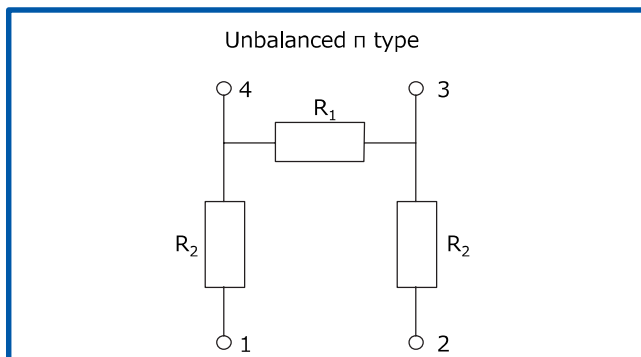 Unbalanced π type
4
3
R₁
R₂
R₂
1
2